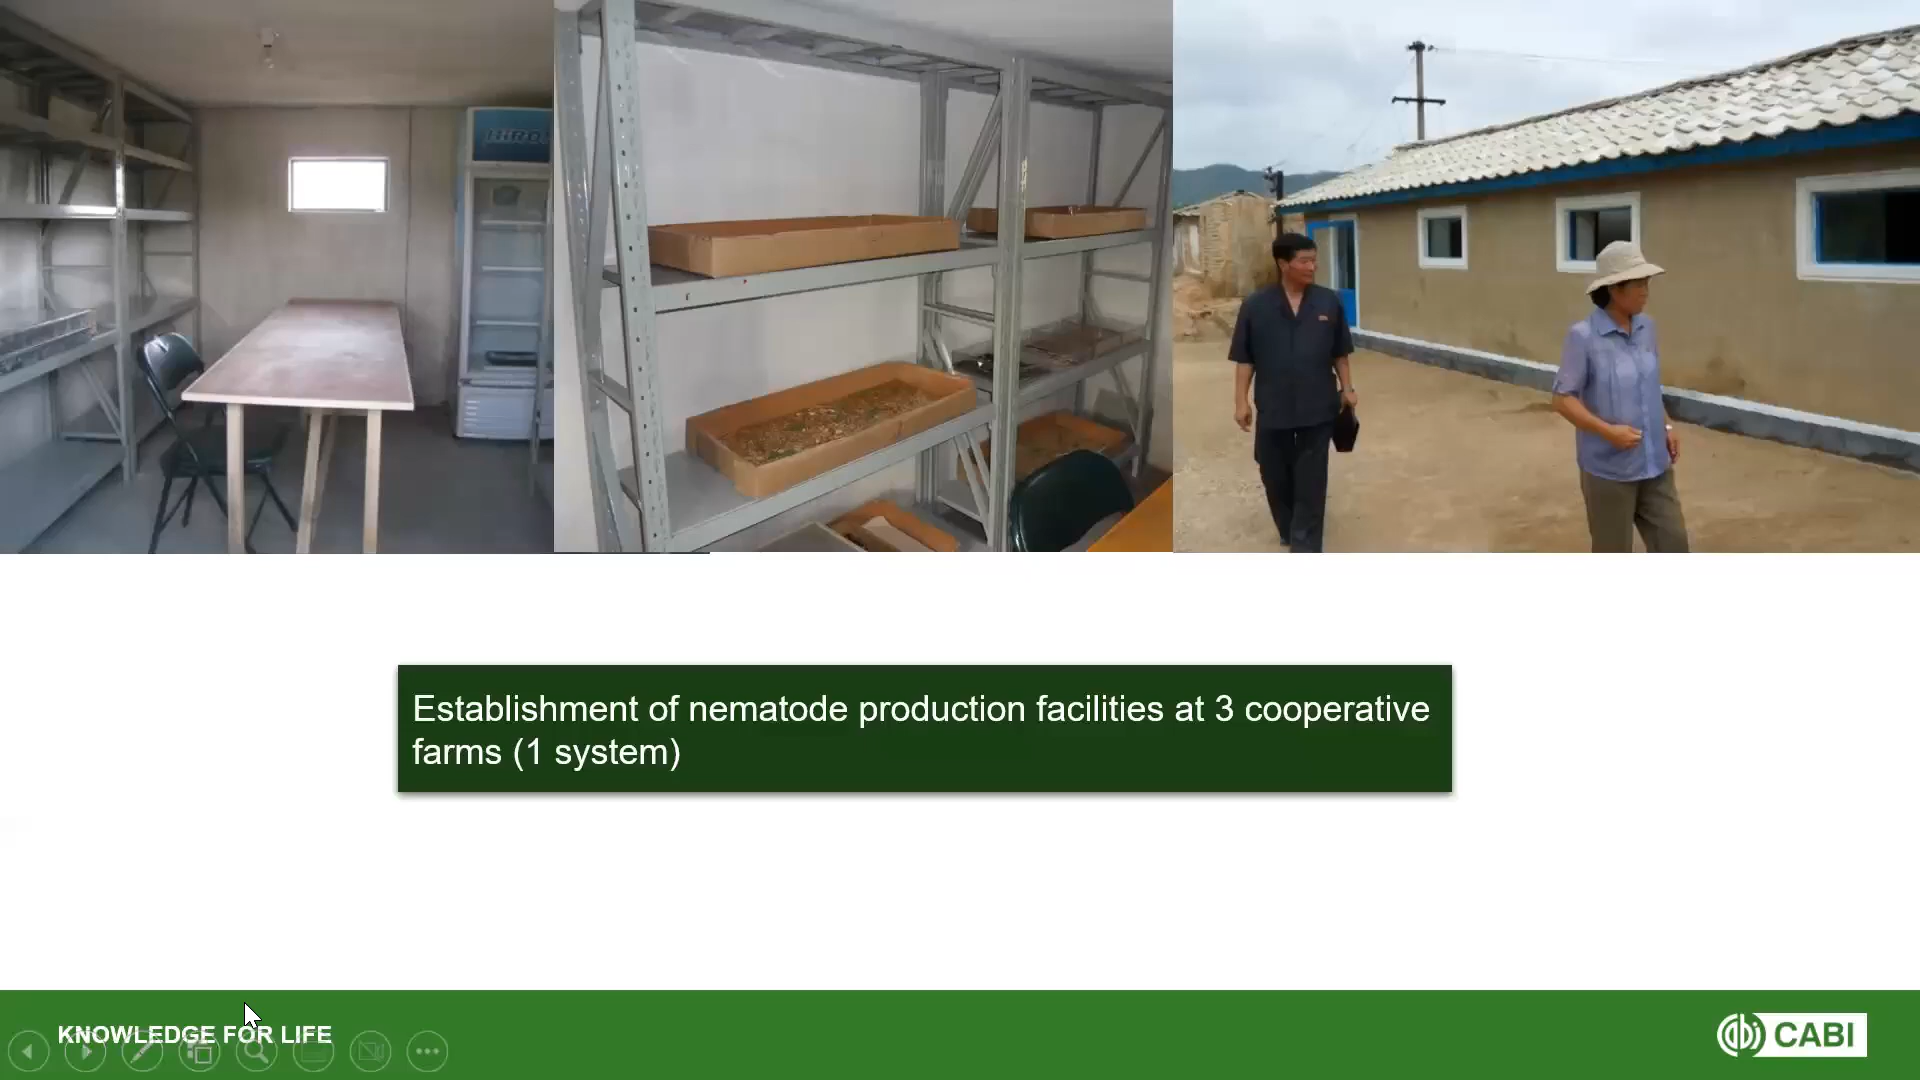 Establishment of nematode production facilities at 3 cooperative
farms (1 system)
KNOWLEDGE FOR LIFE
CABI